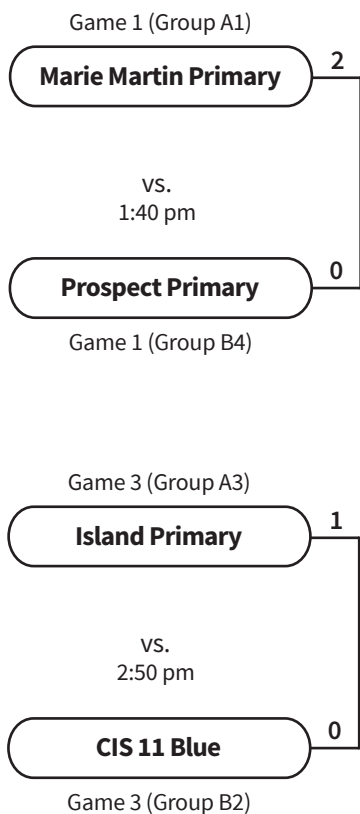 Game 1 (Group A1)
Marie Martin Primary
2
vs.
1:40 pm
0
Prospect Primary
Game 1 (Group B4)
Game 3 (Group A3)
Island Primary
1
vs.
2:50 pm
0
CIS 11 Blue
Game 3 (Group B2)